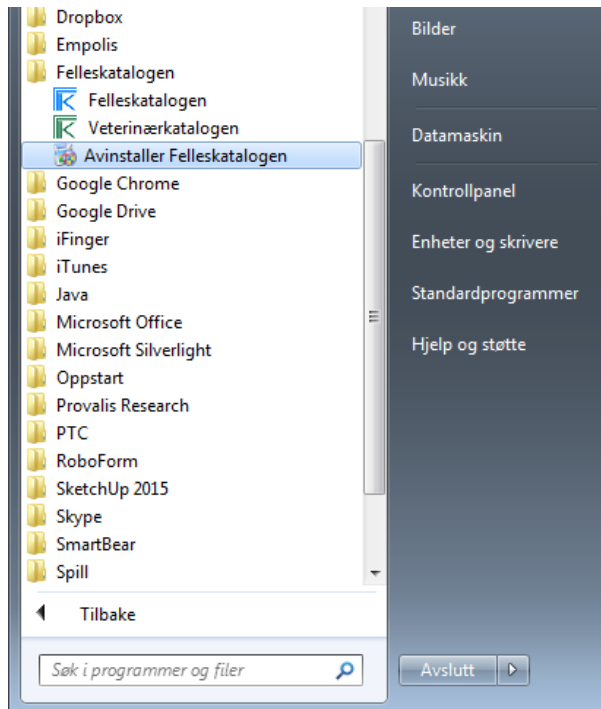 Dropbox
Empolis
Felleskatalogen
Felleskatalogen
Veterinærkatalogen
Avinstaller Felleskatalogen
Google Chrome
Google Drive
iFinger
iTunes
Java
Microsoft Office
Microsoft Silverlight
Oppstart
Provalis Research
PTC
RoboForm
SketchUp 2015
Skype
SmartBear
Spill
Tilbake
Søk i programmer og filer
Bilder
Musikk
Datamaskin
Kontrollpanel
Enheter og skrivere
Standardprogrammer
Hjelp og støtte
Avslutt